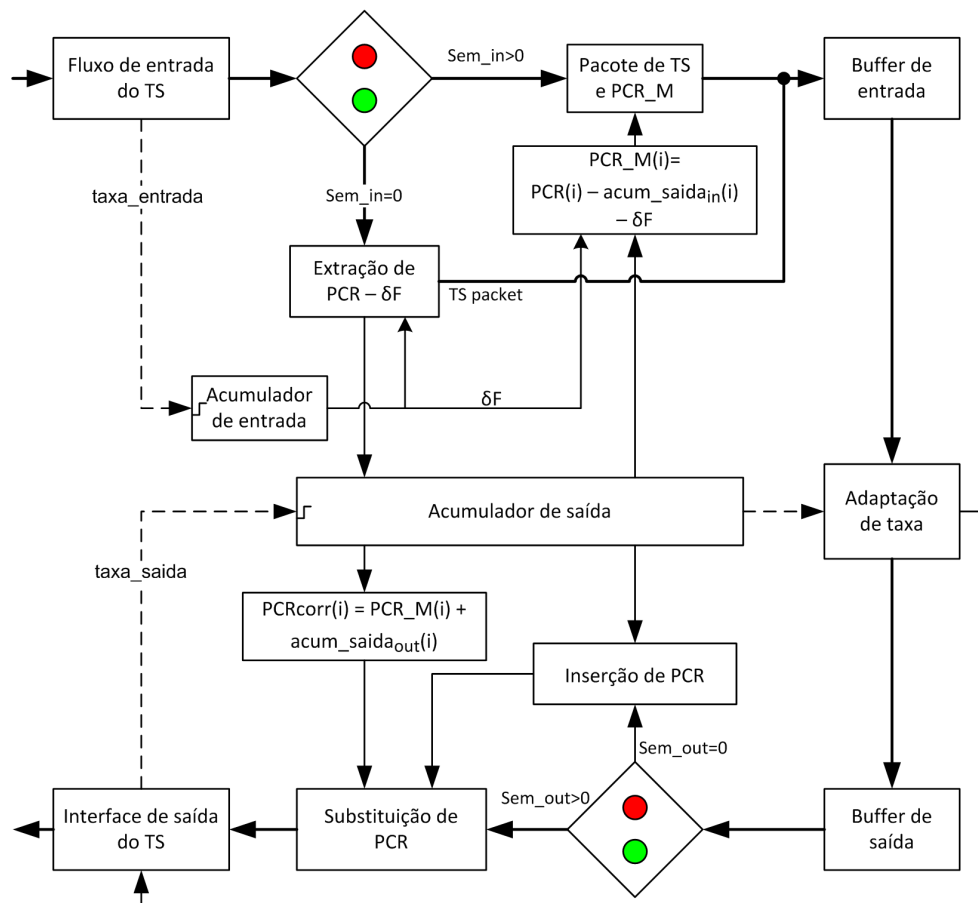 Fluxo de entrada
do TS
Sem_in>0
Pacote de TS
e PCR_M
Buffer de
entrada
PCR_M(i)=
PCR(i) – acum_saida_in(i)
– δF
taxa_entrada
Sem_in=0
Extração de
PCR – δF
TS packet
Acumulador
de entrada
δF
Acumulador de saída
Adaptação
de taxa
taxa_saida
PCRcorr(i) = PCR_M(i) +
acum_saida_out(i)
Inserção de PCR
Sem_out=0
Sem_out>0
Interface de saída
do TS
Substituição de
PCR
Buffer de
saída